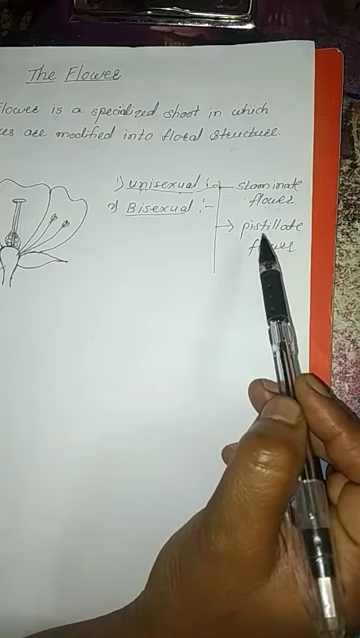 The Flower
Flower is a specialized shoot in which
are modified into floral structure.
1) Unisexual :- staminate flower
2) Bisexual :-
→ pistillate flower